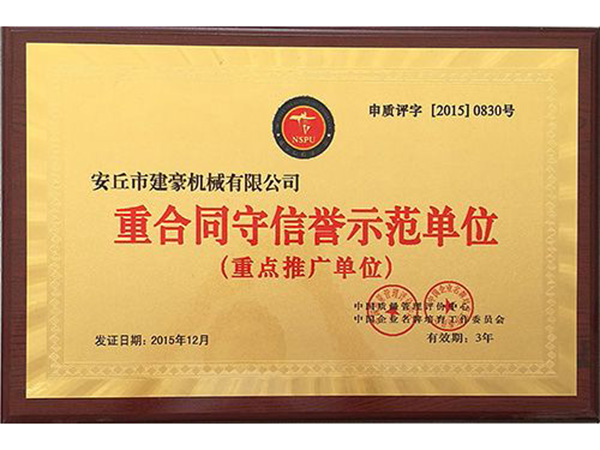 申质评字 [2015] 0830号
NSPU
安丘市建豪机械有限公司
重合同守信誉示范单位
(重点推广单位)
中国质量管理评价中心
中国企业名牌培育工作委员会
发证日期：2015年12月
有效期：3年